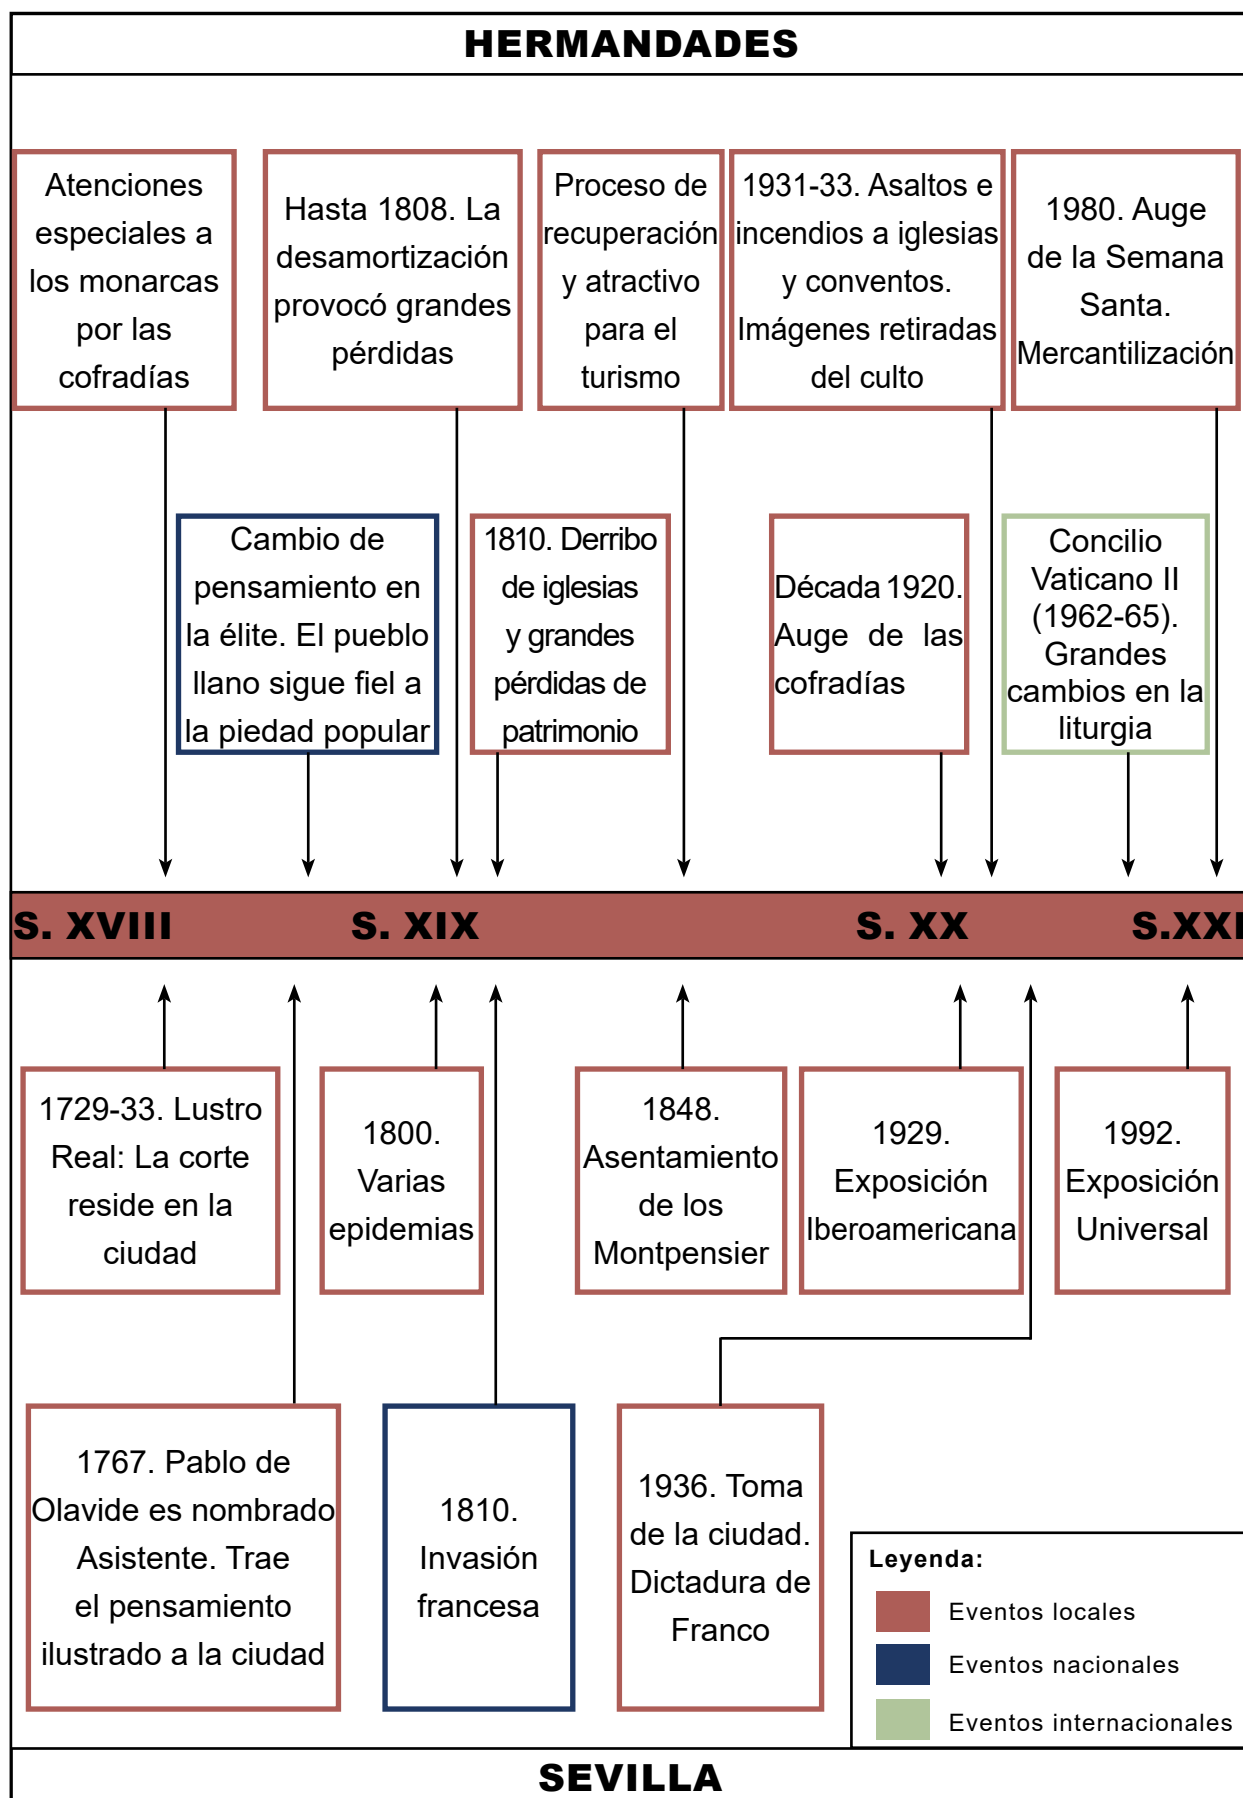 HERMANDADES
Atenciones
especiales a
los monarcas
por las
cofradías
Hasta 1808. La
desamortización
provocó grandes
pérdidas
Proceso de
recuperación
y atractivo
para el
turismo
1931-33. Asaltos e
incendios a iglesias
y conventos.
Imágenes retiradas
del culto
1980. Auge
de la Semana
Santa.
Mercantilización
Cambio de
pensamiento en
la élite. El pueblo
llano sigue fiel a
la piedad popular
1810. Derribo
de iglesias
y grandes
pérdidas de
patrimonio
Década 1920.
Auge de las
cofradías
Concilio
Vaticano II
(1962-65).
Grandes
cambios en la
liturgia
S. XVIII
S. XIX
S. XX
S.XXI
1729-33. Lustro
Real: La corte
reside en la
ciudad
1800.
Varias
epidemias
1848.
Asentamiento
de los
Montpensier
1929.
Exposición
Iberoamericana
1992.
Exposición
Universal
1767. Pablo de
Olavide es nombrado
Asistente. Trae
el pensamiento
ilustrado a la ciudad
1810.
Invasión
francesa
1936. Toma
de la ciudad.
Dictadura de
Franco
Leyenda:
Eventos locales
Eventos nacionales
Eventos internacionales
SEVILLA